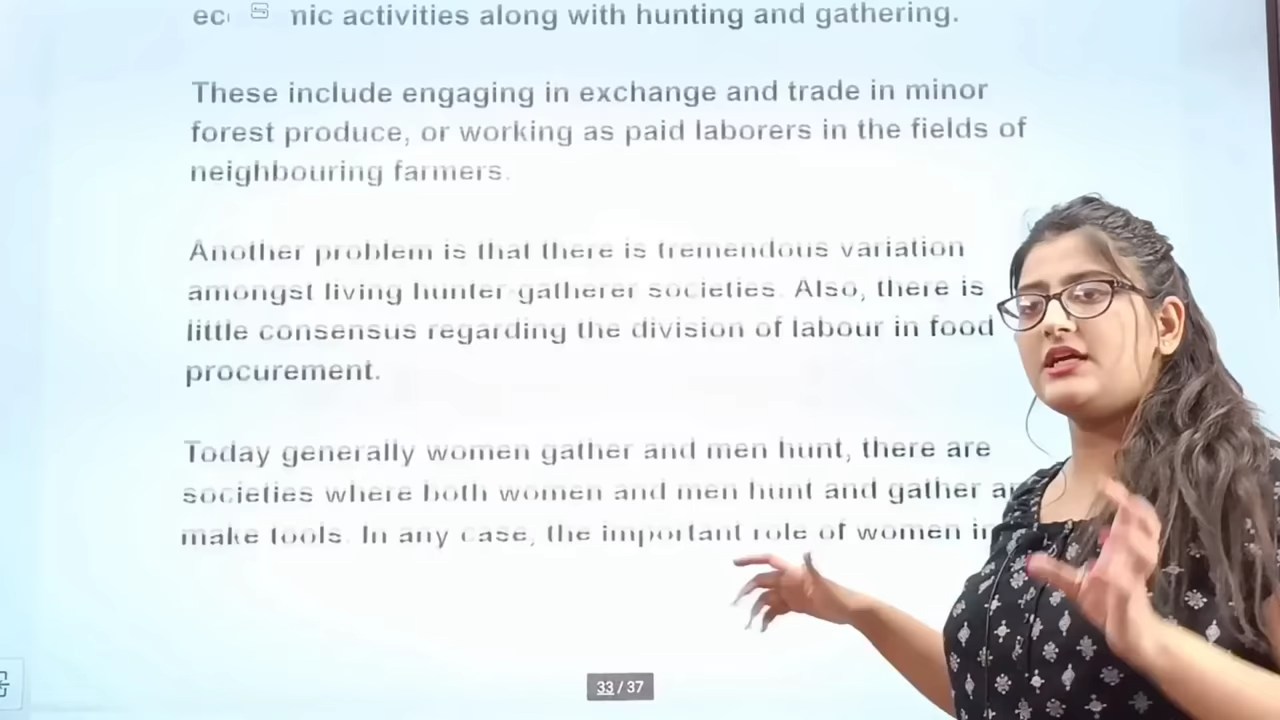 nic activities along with hunting and gathering.
These include engaging in exchange and trade in minor
forest produce, or working as paid laborers in the fields of
neighbouring farmers.
Another problem is that there is tremendous variation
amongst living hunter gatherer societies. Also, there is
little consensus regarding the division of labour in food
procurement.
Today generally women gather and men hunt, there are
societies where both women and men hunt and gather
make tools. In any case, the important role of women
33 / 37